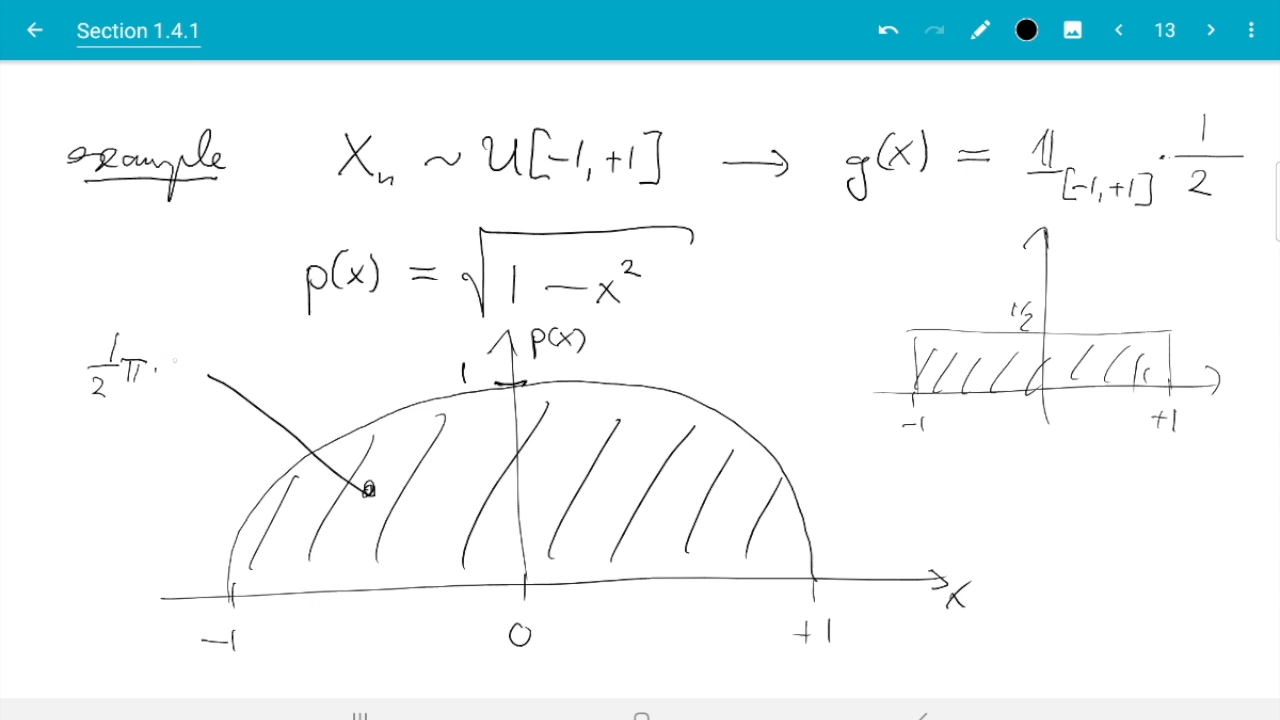 Section 1.4.1
13
example X_n ~ U[-1, +1] → g(x) = 𝟙_[-1, +1] · 1/2
p(x) = √(1 - x²)
1/2 π.
1
p(x)
-1
0
+1
x
1/2
-1
+1